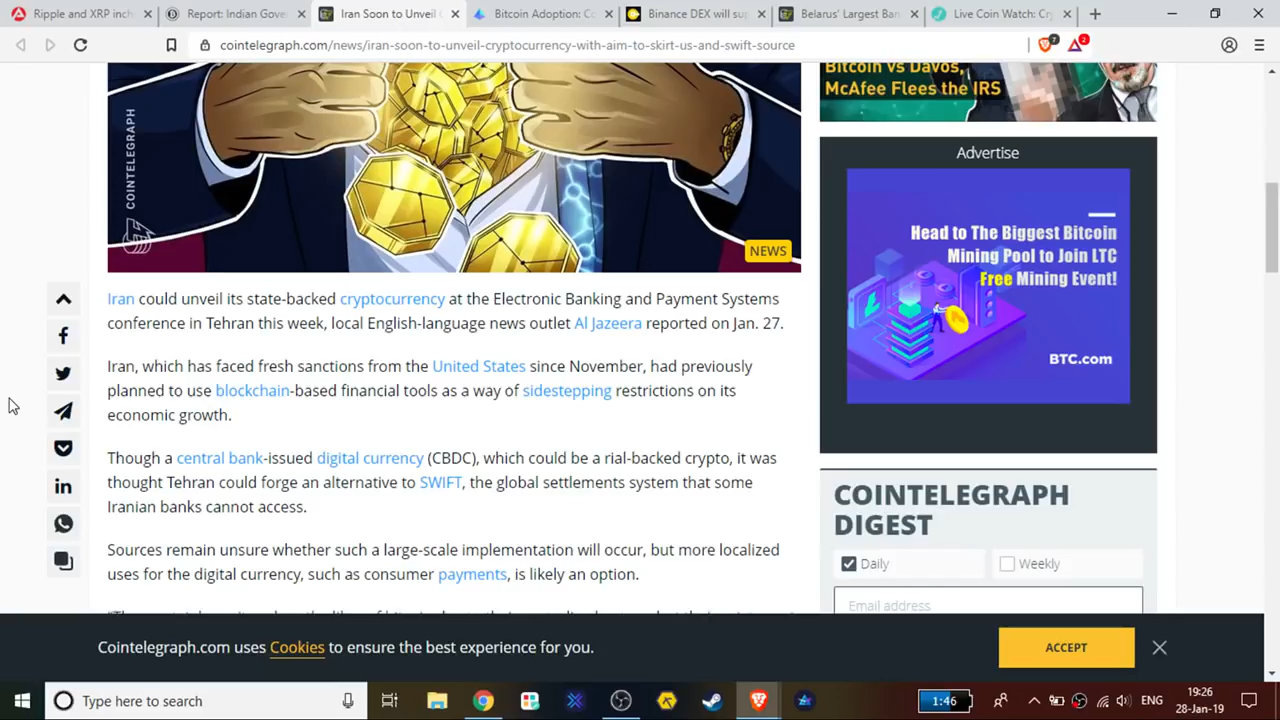 Ripple and XRP incl
Report: Indian Gove
Iran Soon to Unveil C
Bitcoin Adoption: Co
Binance DEX will su
Belarus' Largest Ban
Live Coin Watch: Cry
cointelegraph.com/news/iran-soon-to-unveil-cryptocurrency-with-aim-to-skirt-us-and-swift-source
7
2
COINTELEGRAPH
NEWS
Iran could unveil its state-backed cryptocurrency at the Electronic Banking and Payment Systems
conference in Tehran this week, local English-language news outlet Al Jazeera reported on Jan. 27.
Iran, which has faced fresh sanctions from the United States since November, had previously
planned to use blockchain-based financial tools as a way of sidestepping restrictions on its
economic growth.
Though a central bank-issued digital currency (CBDC), which could be a rial-backed crypto, it was
thought Tehran could forge an alternative to SWIFT, the global settlements system that some
Iranian banks cannot access.
Sources remain unsure whether such a large-scale implementation will occur, but more localized
uses for the digital currency, such as consumer payments, is likely an option.
Bitcoin vs Davos,
McAfee Flees the IRS
Advertise
Head to The Biggest Bitcoin
Mining Pool to Join LTC
Free Mining Event!
BTC.com
COINTELEGRAPH
DIGEST
Daily
Weekly
Email address
Cointelegraph.com uses Cookies to ensure the best experience for you.
ACCEPT
Type here to search
1:46
ENG
19:26
28-Jan-19